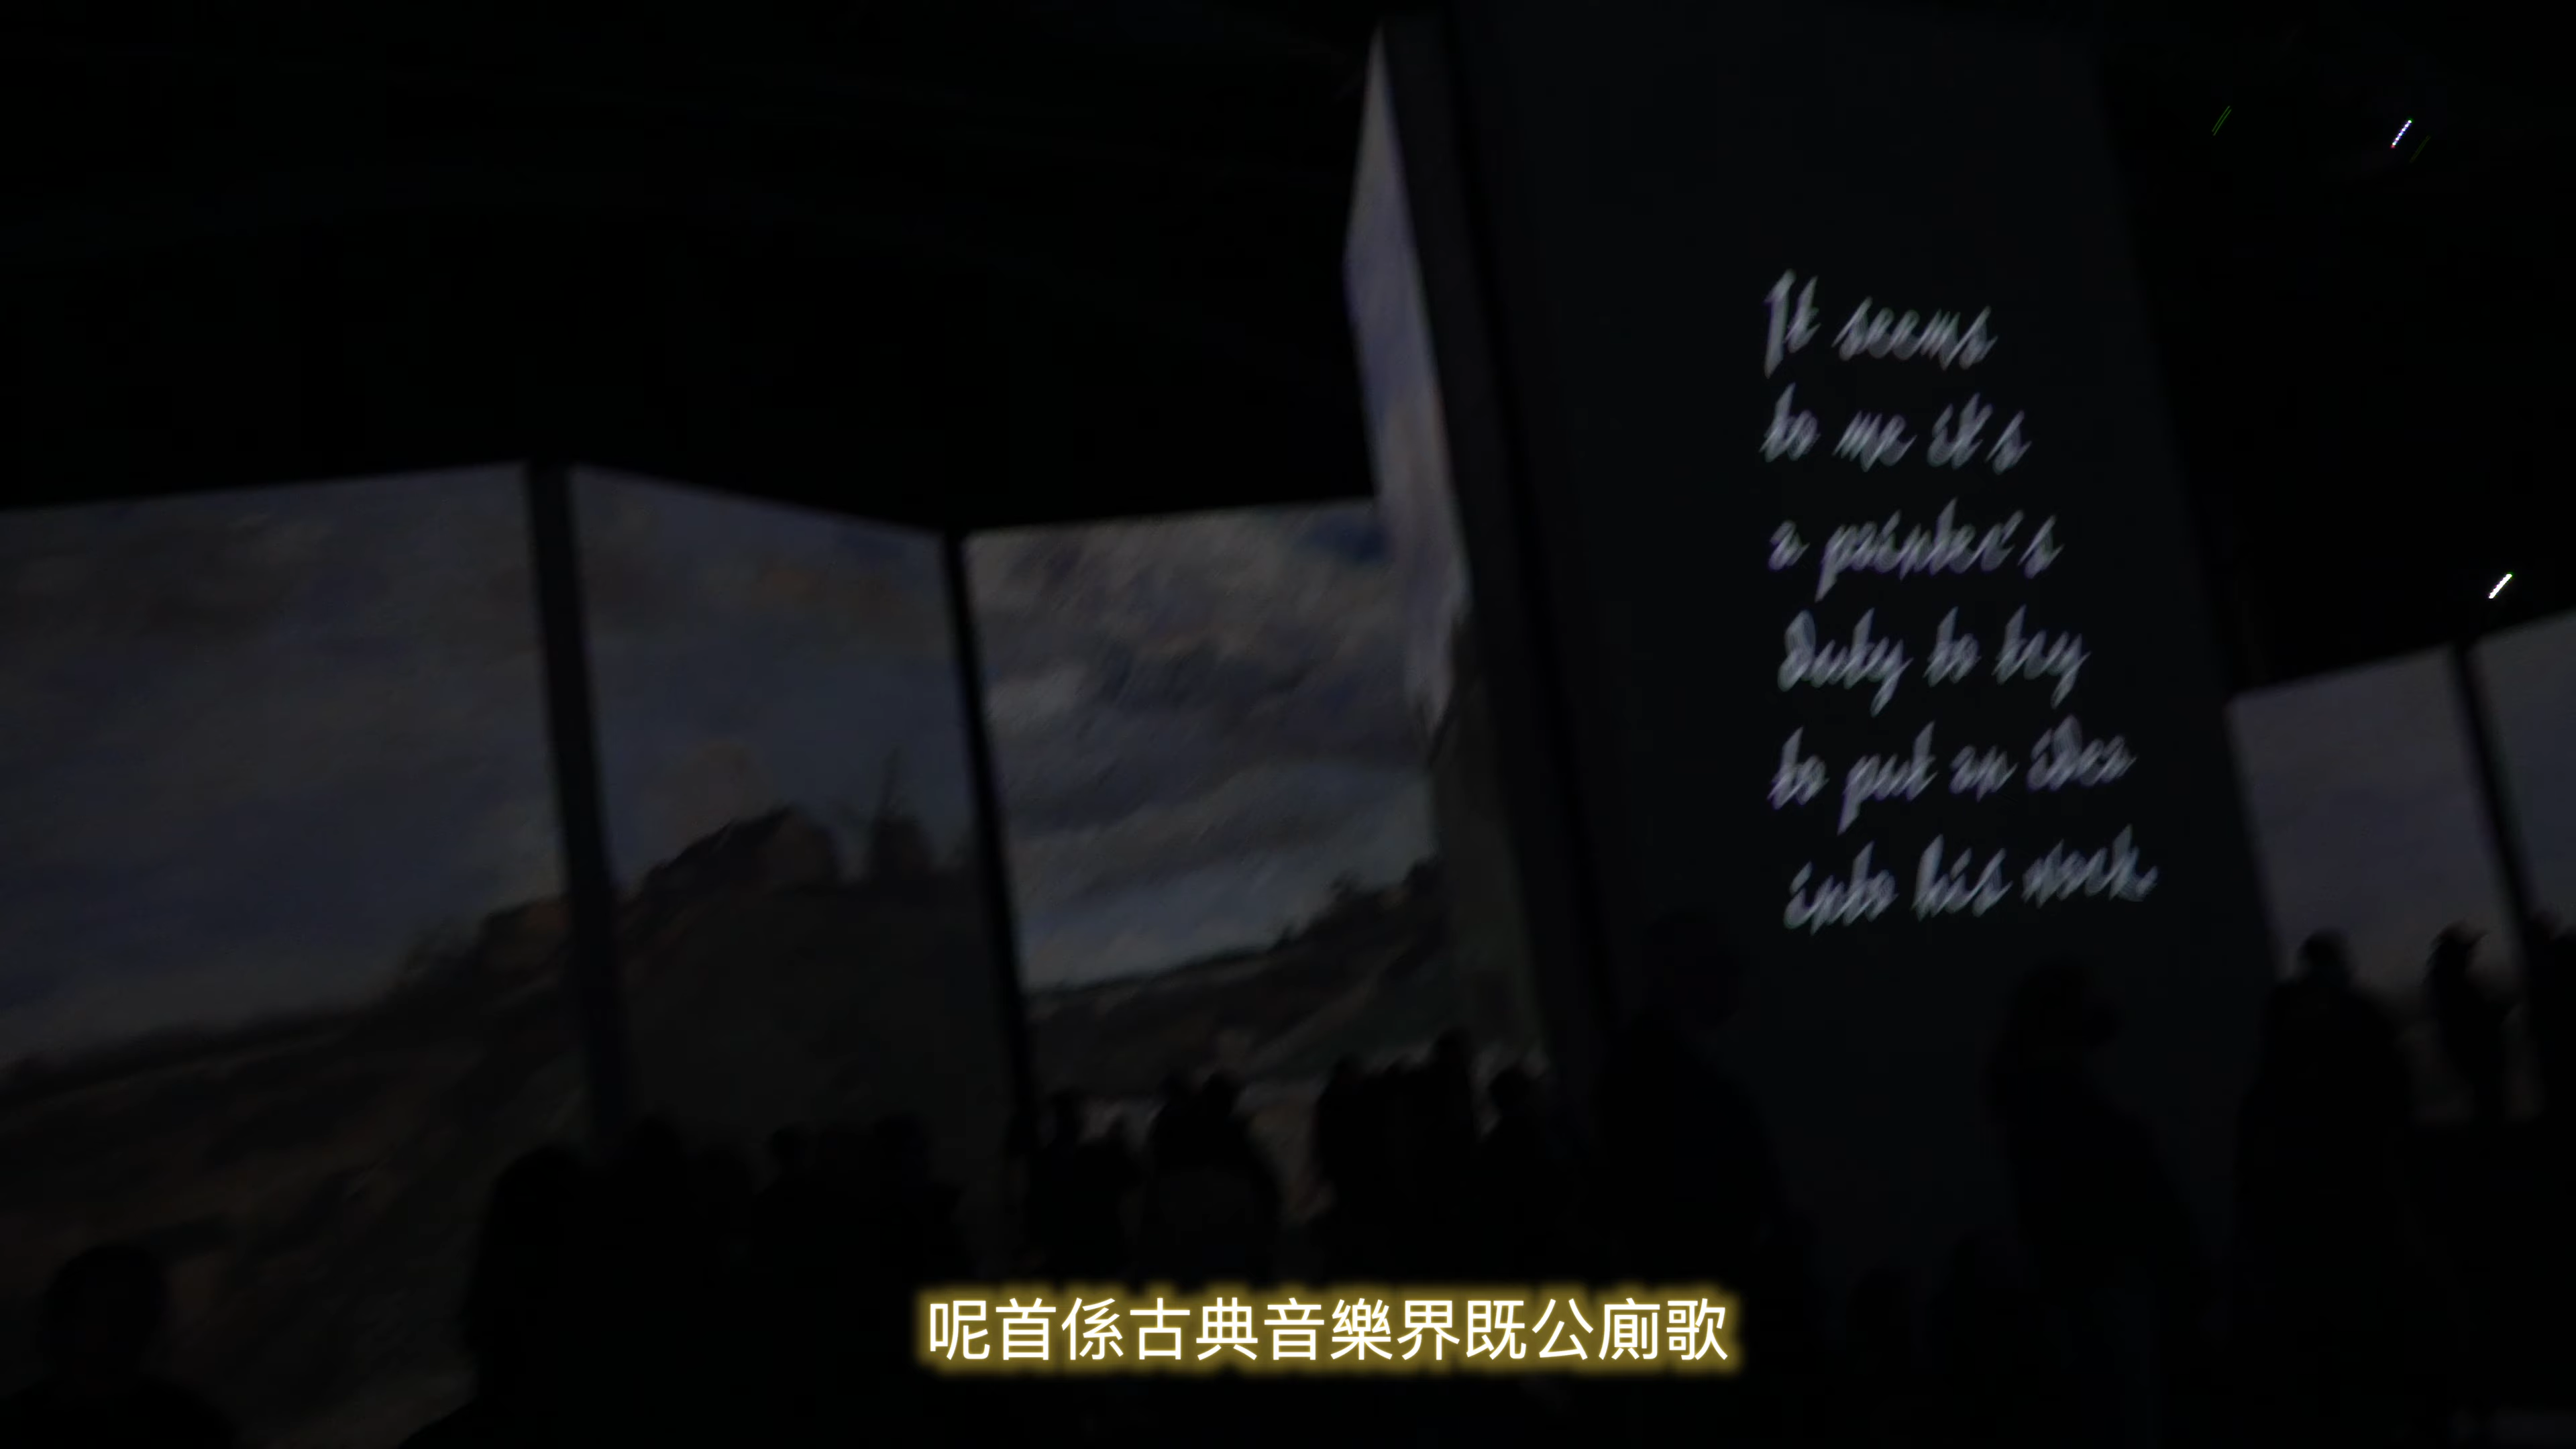 It seems
to me it's
a painter's
Duty to try
to put an idea
into his work
呢首係古典音樂界既公廁歌